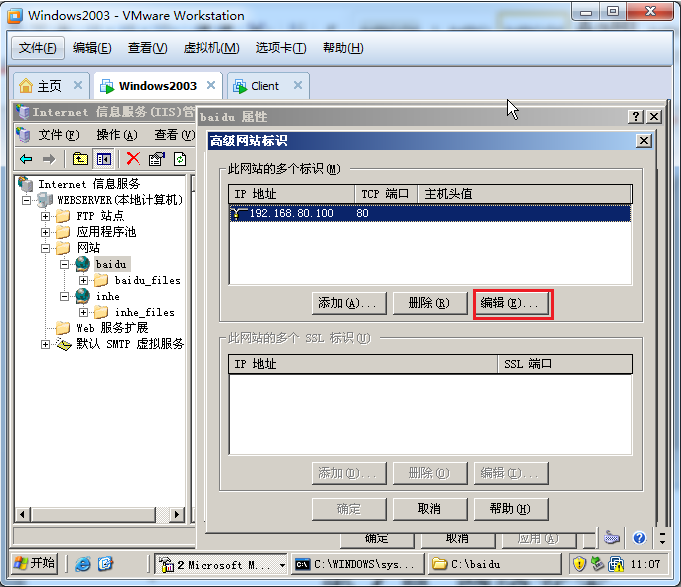 Windows2003 - VMware Workstation
文件(F) 编辑(E) 查看(V) 虚拟机(M) 选项卡(T) 帮助(H)
主页 Windows2003 Client
Internet 信息服务(IIS)管
baidu 属性
文件(F) 操作(A) 查看(V)
高级网站标识
此网站的多个标识(M)
IP 地址 TCP 端口 主机头值
192.168.80.100 80
添加(A)... 删除(R) 编辑(E)...
Internet 信息服务
WEBSERVER(本地计算机)
FTP 站点
应用程序池
网站
baidu
baidu_files
inhe
inhe_files
Web 服务扩展
默认 SMTP 虚拟服务
此网站的多个 SSL 标识(U)
IP 地址 SSL 端口
添加(D)... 删除(O) 编辑(I)...
确定 取消 帮助(H)
确定 取消 应用(A)
开始 2 Microsoft M... C:\WINDOWS\sys... C:\baidu 11:07